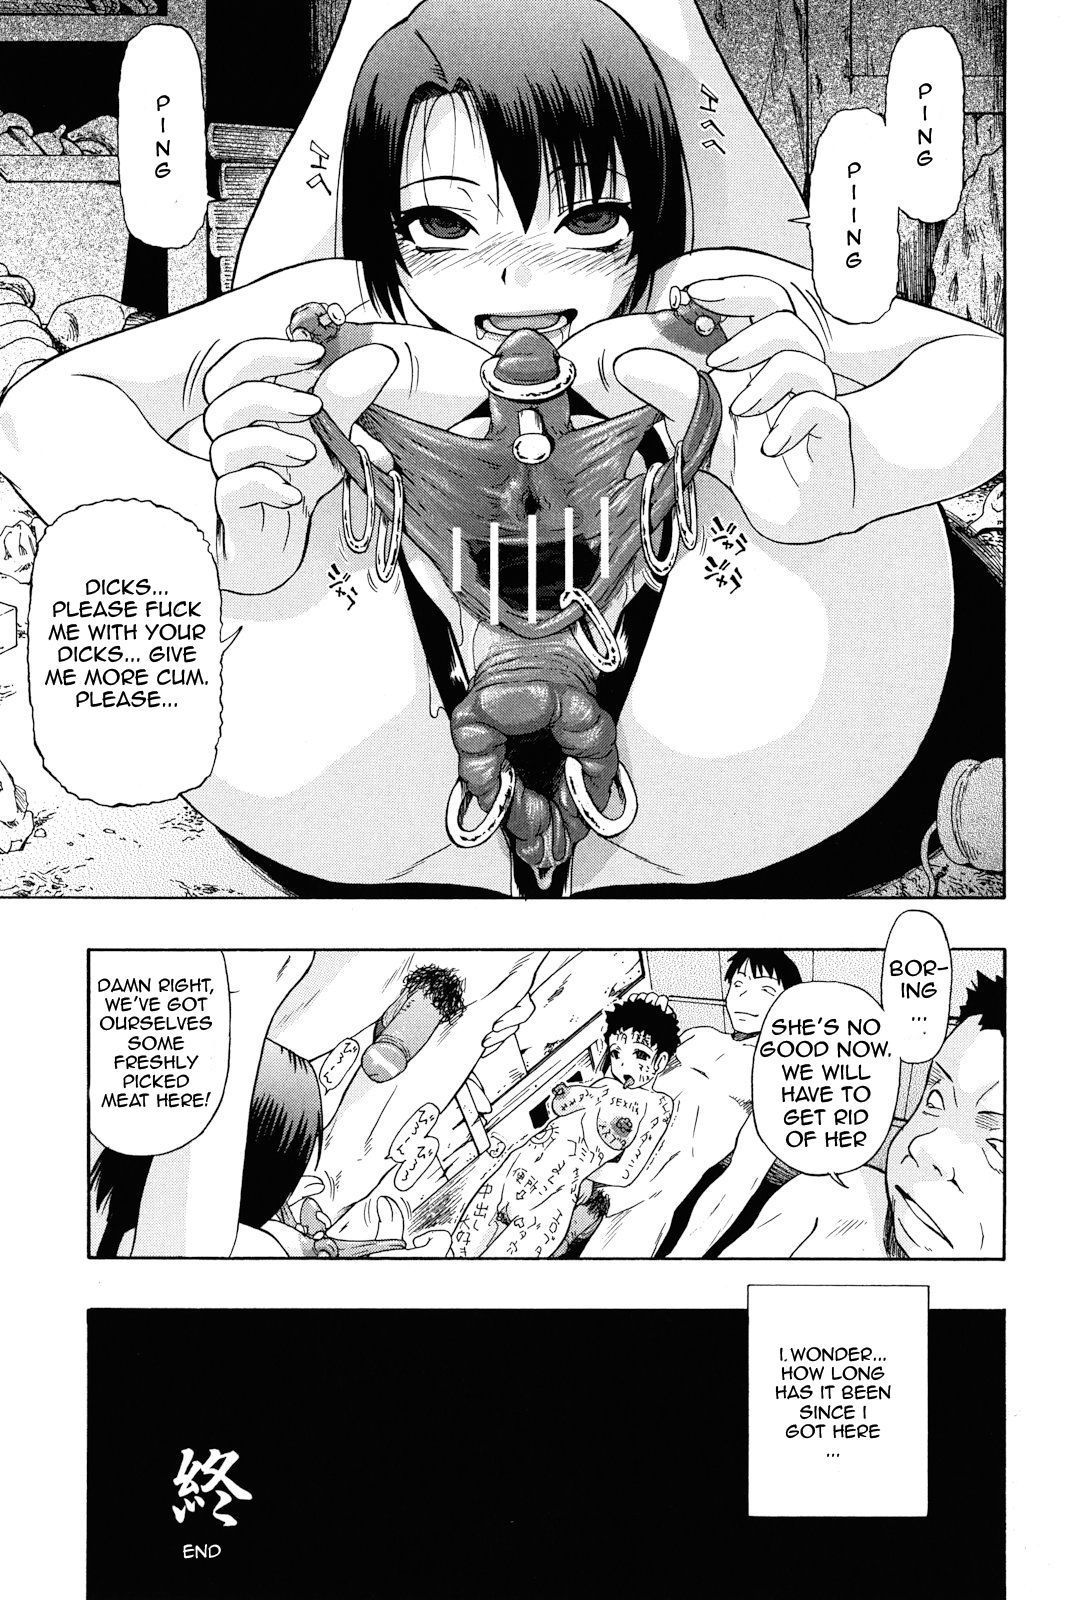 PING
PIING
PING
DICKS...
PLEASE FUCK
ME WITH YOUR
DICKS... GIVE
ME MORE CUM.
PLEASE...
BOR-
ING
...
SHE'S NO
GOOD NOW.
WE WILL
HAVE TO
GET RID
OF HER
DAMN RIGHT,
WE'VE GOT
OURSELVES
SOME
FRESHLY
PICKED
MEAT HERE!
I WONDER...
HOW LONG
HAS IT BEEN
SINCE I
GOT HERE
...
終
END